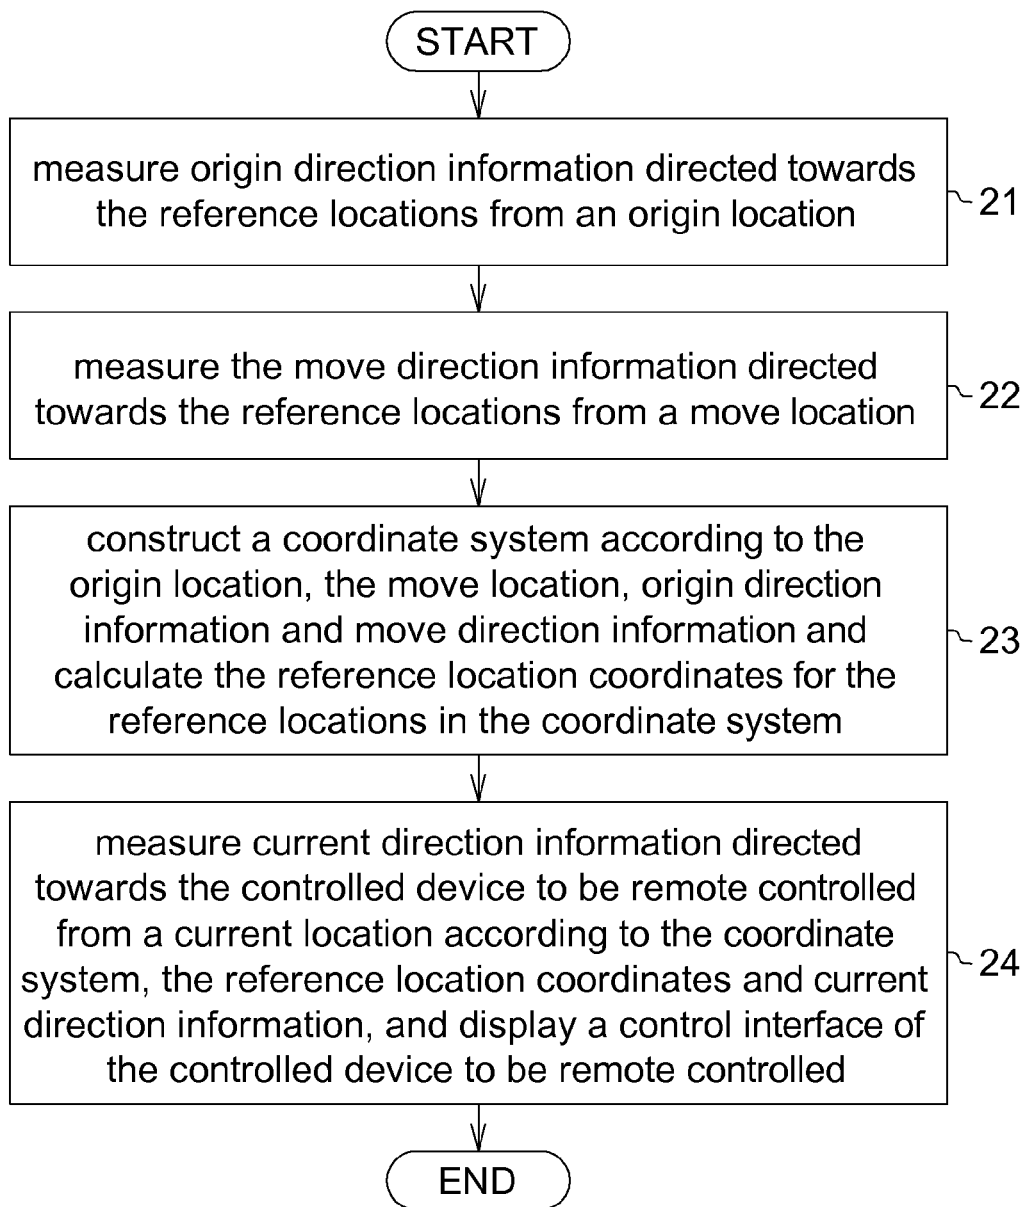 START
measure origin direction information directed towards
the reference locations from an origin location
21
measure the move direction information directed
towards the reference locations from a move location
22
construct a coordinate system according to the
origin location, the move location, origin direction
information and move direction information and
calculate the reference location coordinates for the
reference locations in the coordinate system
23
measure current direction information directed
towards the controlled device to be remote controlled
from a current location according to the coordinate
system, the reference location coordinates and current
direction information, and display a control interface of
the controlled device to be remote controlled
24
END